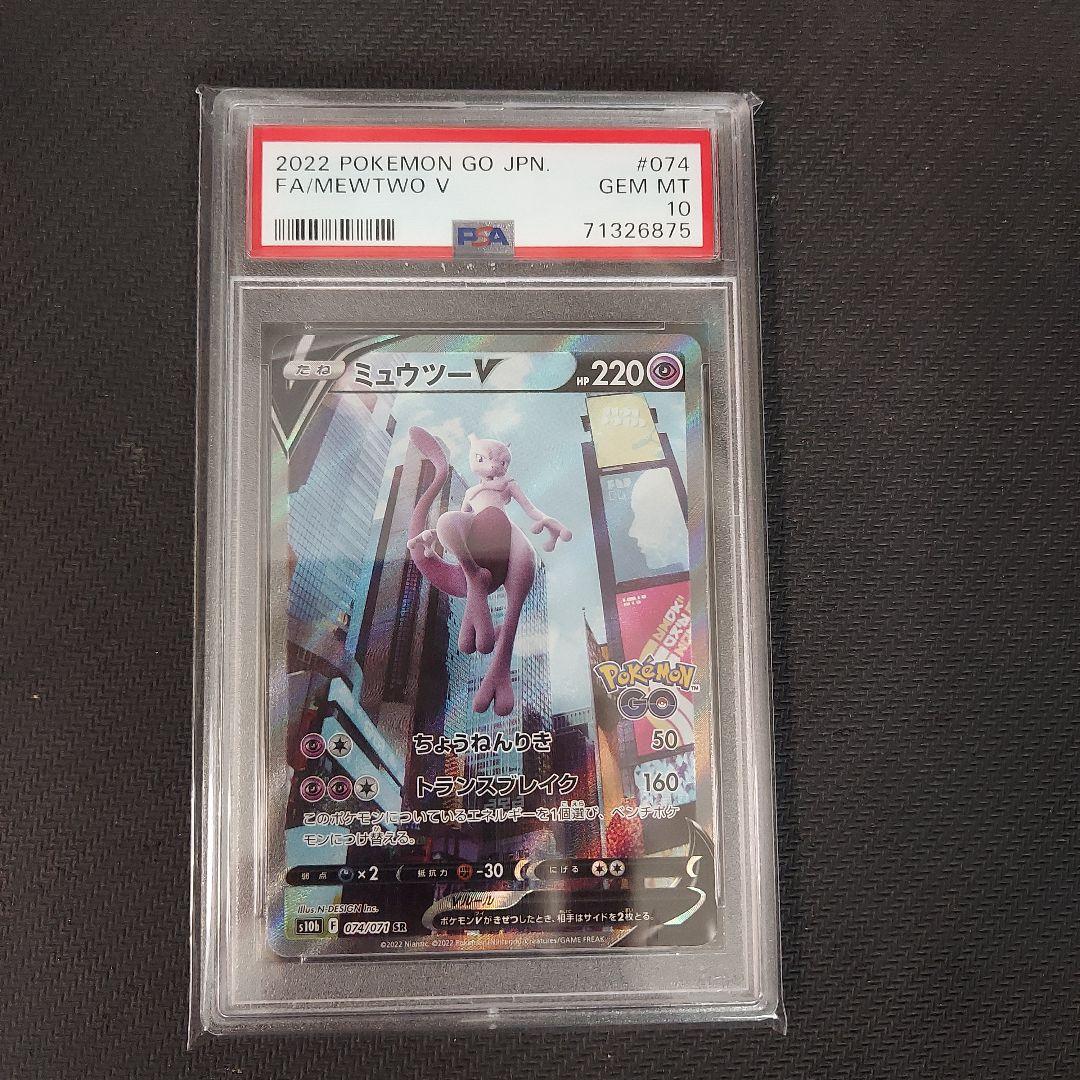 2022 POKEMON GO JPN. #074
FA/MEWTWO V GEM MT
10
PSA 71326875
たね ミュウツーV HP 220
Pokémon
GO
ちょうねんりき 50
トランスブレイク 160
このポケモンについているエネルギーを1個選び、ベンチポケ
モンにつけ替える。
弱点 ×2 抵抗力 -30 にげる
Illus. N-DESIGN Inc.
ポケモンVがきぜつしたとき、相手はサイドを2枚とる。
s10b F 074/071 SR
©2022 Niantic. ©2022 Pokémon/Nintendo/Creatures/GAME FREAK.